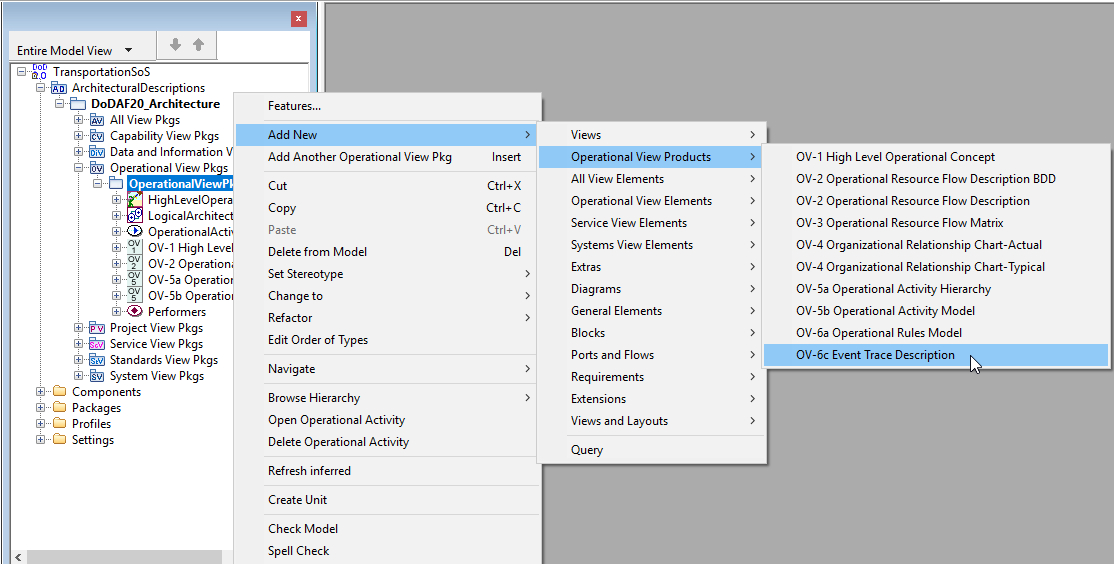 x
Entire Model View
TransportationSoS
ArchitecturalDescriptions
DoDAF20_Architecture
All View Pkgs
Capability View Pkgs
Data and Information V
Operational View Pkgs
OperationalViewPk
HighLevelOpera
LogicalArchitect
OperationalActiv
OV-1 High Level
OV-2 Operationa
OV-5a Operation
OV-5b Operation
Performers
Project View Pkgs
Service View Pkgs
Standards View Pkgs
System View Pkgs
Components
Packages
Profiles
Settings
Features...
Add New
Add Another Operational View Pkg Insert
Cut Ctrl+X
Copy Ctrl+C
Paste Ctrl+V
Delete from Model Del
Set Stereotype
Change to
Refactor
Edit Order of Types
Navigate
Browse Hierarchy
Open Operational Activity
Delete Operational Activity
Refresh inferred
Create Unit
Check Model
Spell Check
Views
Operational View Products
All View Elements
Operational View Elements
Service View Elements
Systems View Elements
Extras
Diagrams
General Elements
Blocks
Ports and Flows
Requirements
Extensions
Views and Layouts
Query
OV-1 High Level Operational Concept
OV-2 Operational Resource Flow Description BDD
OV-2 Operational Resource Flow Description
OV-3 Operational Resource Flow Matrix
OV-4 Organizational Relationship Chart-Actual
OV-4 Organizational Relationship Chart-Typical
OV-5a Operational Activity Hierarchy
OV-5b Operational Activity Model
OV-6a Operational Rules Model
OV-6c Event Trace Description